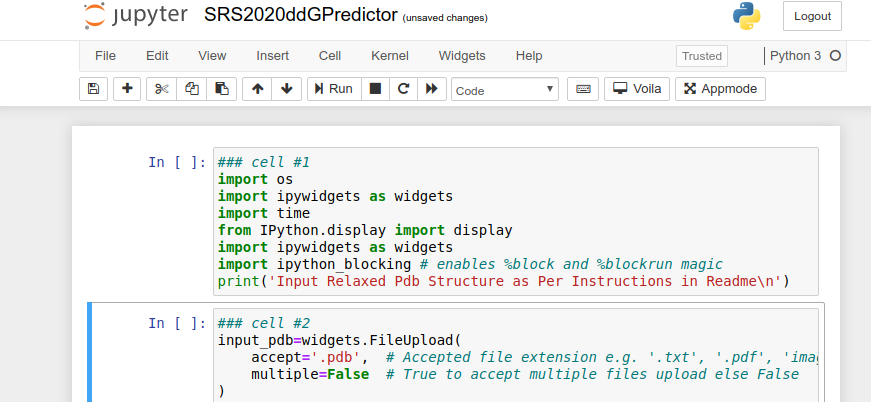 jupyter SRS2020ddGPredictor (unsaved changes) Logout
File Edit View Insert Cell Kernel Widgets Help Trusted Python 3
Run Code Voila Appmode
In [ ]: ### cell #1
import os
import ipywidgets as widgets
import time
from IPython.display import display
import ipywidgets as widgets
import ipython_blocking # enables %block and %blockrun magic
print('Input Relaxed Pdb Structure as Per Instructions in Readme\n')
In [ ]: ### cell #2
input_pdb=widgets.FileUpload(
    accept='.pdb',  # Accepted file extension e.g. '.txt', '.pdf',
    multiple=False  # True to accept multiple files upload else False
)